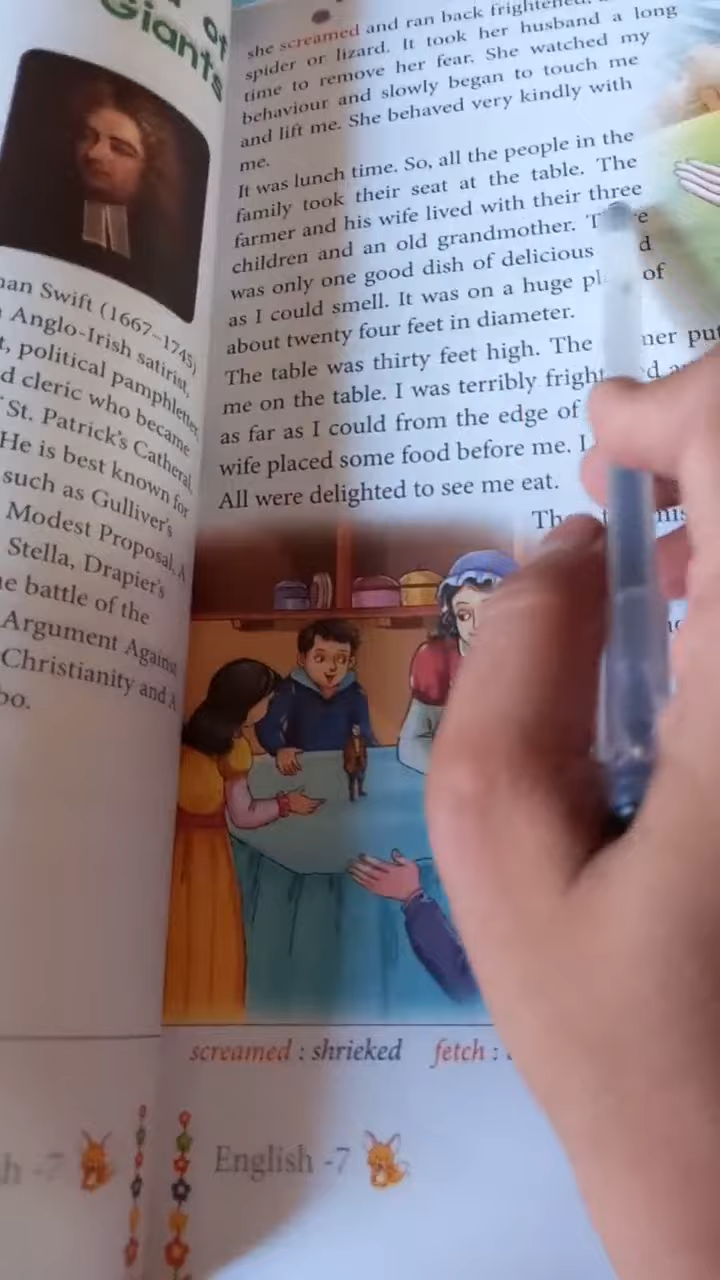 of
Giants
an Swift (1667–1745)
Anglo-Irish satirist,
t, political pamphleteer,
d cleric who became
St. Patrick's Cathedral,
He is best known for
such as Gulliver's
Modest Proposal, A
Stella, Drapier's
e battle of the
Argument Against
Christianity and A
bo.
h -7
she screamed and ran back frightened.
spider or lizard. It took her husband a long
time to remove her fear. She watched my
behaviour and slowly began to touch me
and lift me. She behaved very kindly with
me.
It was lunch time. So, all the people in the
family took their seat at the table. The
farmer and his wife lived with their three
children and an old grandmother.
was only one good dish of delicious
as I could smell. It was on a huge of
about twenty four feet in diameter.
The table was thirty feet high. The put
me on the table. I was terribly
as far as I could from the edge of
wife placed some food before me. I
All were delighted to see me eat.
screamed : shrieked fetch :
English -7